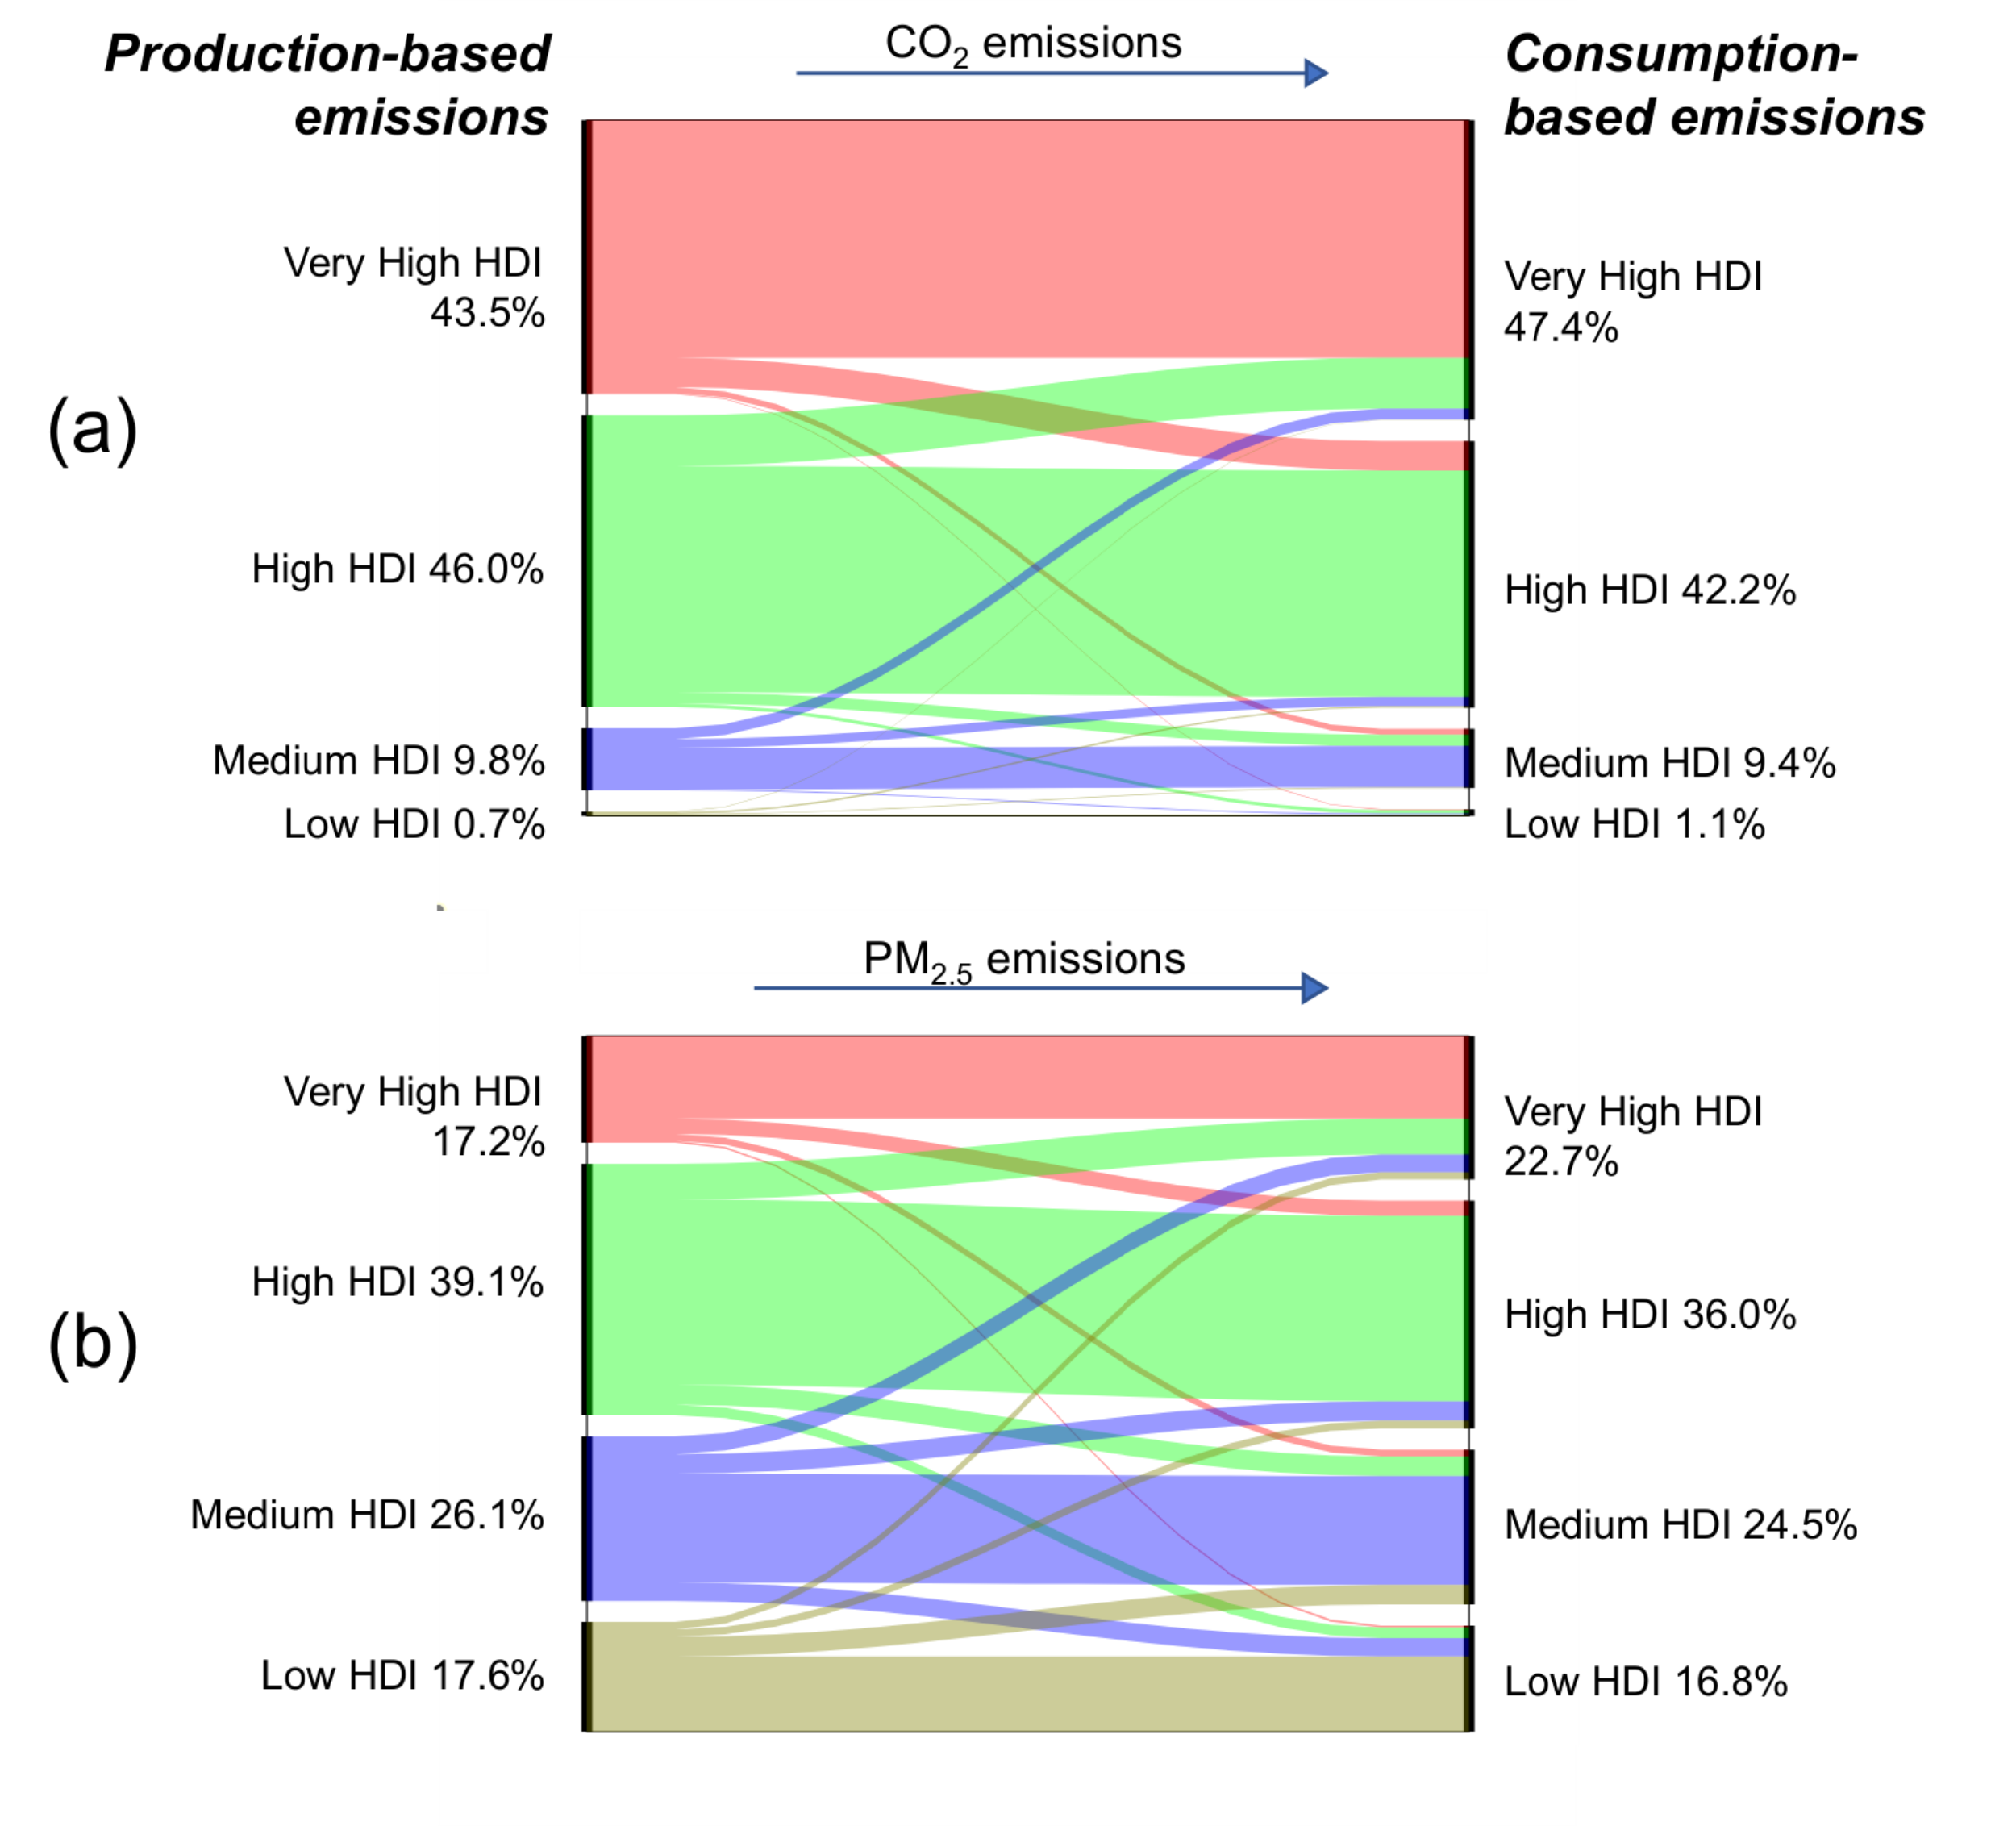 Production-based
emissions
CO₂ emissions
Consumption-
based emissions
(a)
Very High HDI
43.5%
High HDI 46.0%
Medium HDI 9.8%
Low HDI 0.7%
Very High HDI
47.4%
High HDI 42.2%
Medium HDI 9.4%
Low HDI 1.1%
PM₂.₅ emissions
(b)
Very High HDI
17.2%
High HDI 39.1%
Medium HDI 26.1%
Low HDI 17.6%
Very High HDI
22.7%
High HDI 36.0%
Medium HDI 24.5%
Low HDI 16.8%